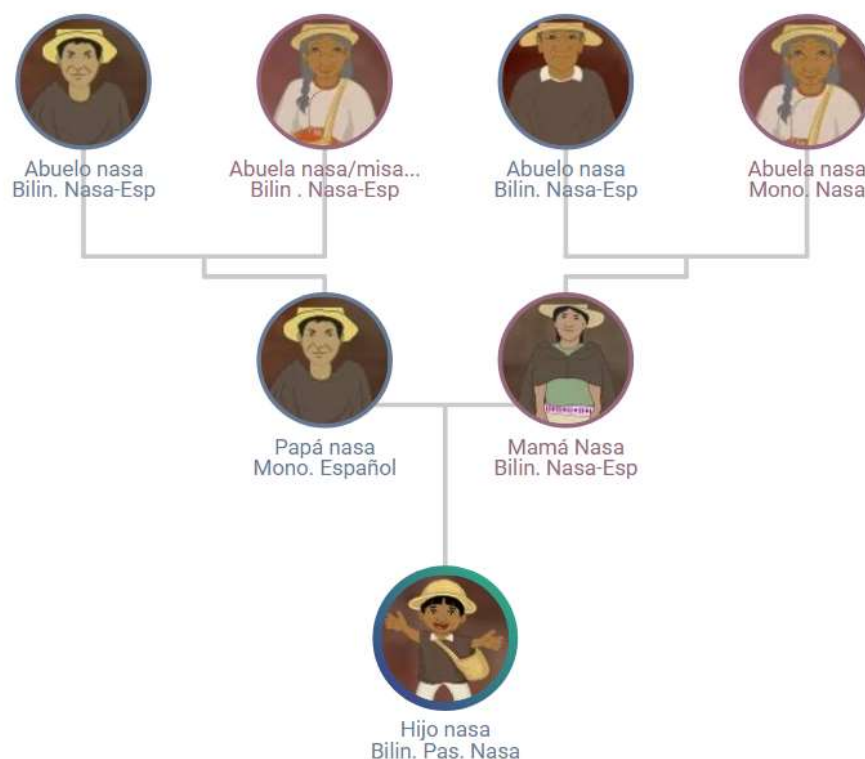 Abuelo nasa
Bilin. Nasa-Esp
Abuela nasa/misa...
Bilin . Nasa-Esp
Abuelo nasa
Bilin. Nasa-Esp
Abuela nasa
Mono. Nasa
Papá nasa
Mono. Español
Mamá Nasa
Bilin. Nasa-Esp
Hijo nasa
Bilin. Pas. Nasa